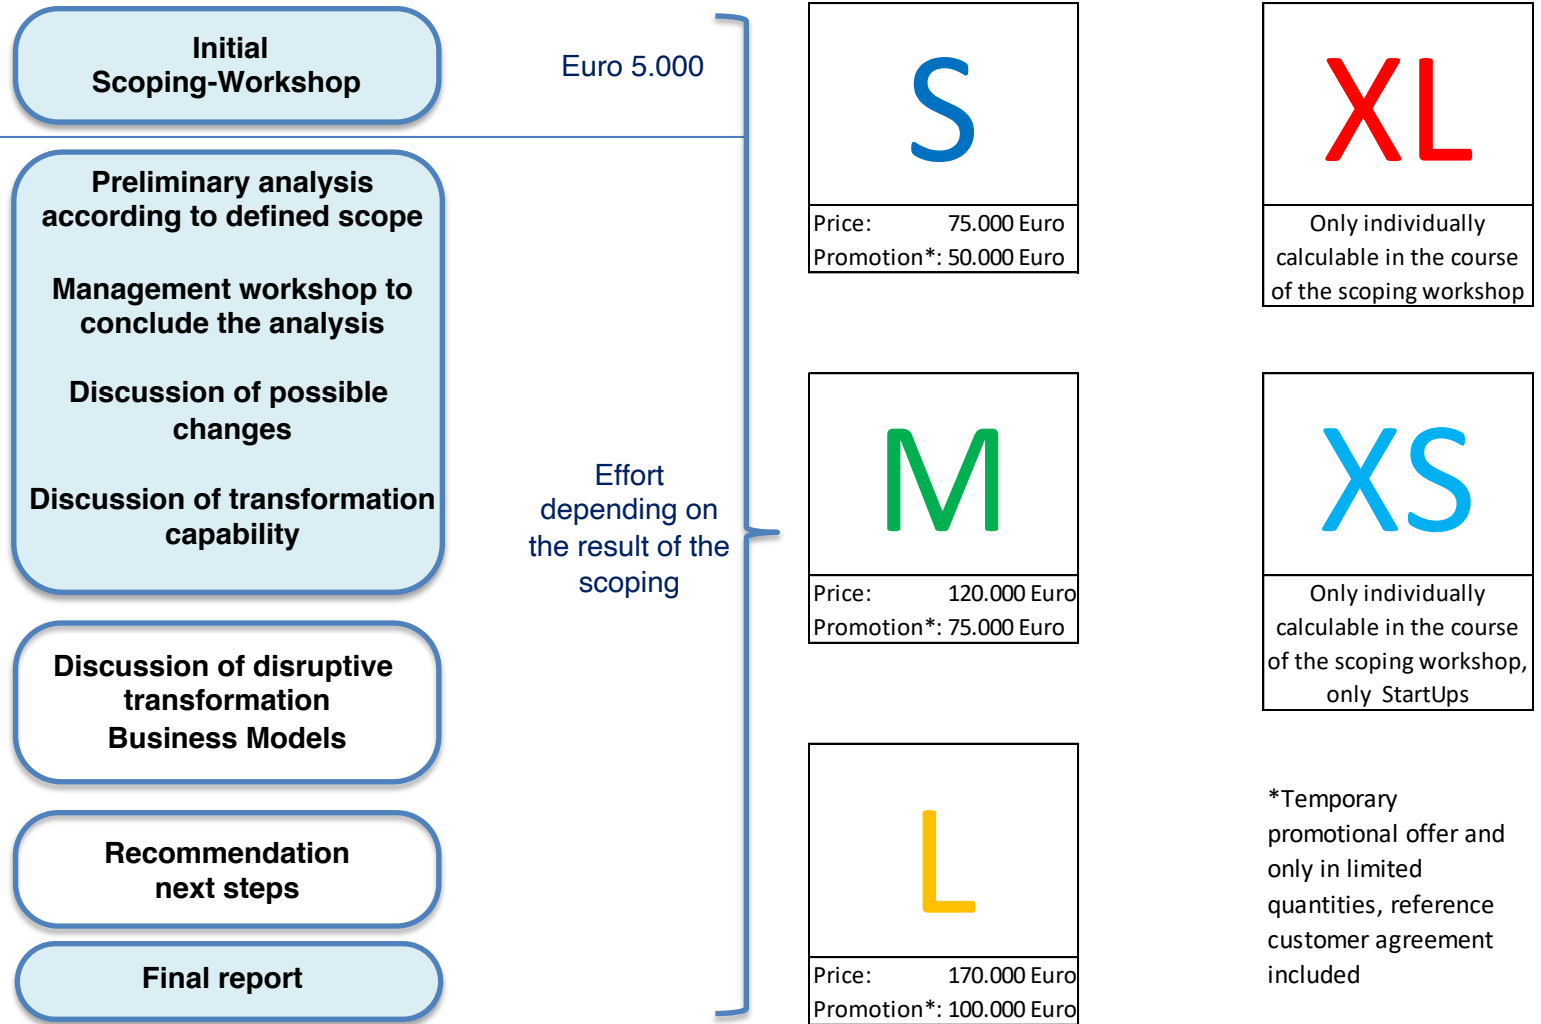 Initial
Scoping-Workshop
Euro 5.000
Preliminary analysis
according to defined scope
Management workshop to
conclude the analysis
Discussion of possible
changes
Discussion of transformation
capability
Effort
depending on
the result of the
scoping
Discussion of disruptive
transformation
Business Models
Recommendation
next steps
Final report
S
Price: 75.000 Euro
Promotion*: 50.000 Euro
XL
Only individually
calculable in the course
of the scoping workshop
M
Price: 120.000 Euro
Promotion*: 75.000 Euro
XS
Only individually
calculable in the course
of the scoping workshop,
only StartUps
L
Price: 170.000 Euro
Promotion*: 100.000 Euro
*Temporary
promotional offer and
only in limited
quantities, reference
customer agreement
included